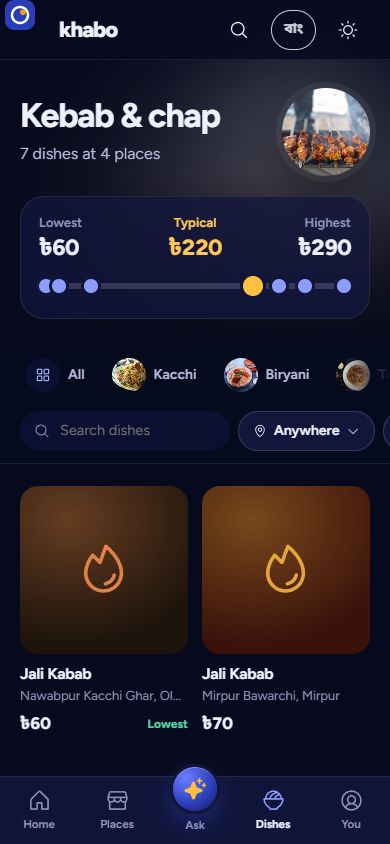 khabo
বাং
Kebab & chap
7 dishes at 4 places
Lowest Typical Highest
৳60 ৳220 ৳290
All Kacchi Biryani
Search dishes Anywhere
Jali Kabab Jali Kabab
Nawabpur Kacchi Ghar, Ol... Mirpur Bawarchi, Mirpur
৳60 Lowest ৳70
Home Places Ask Dishes You